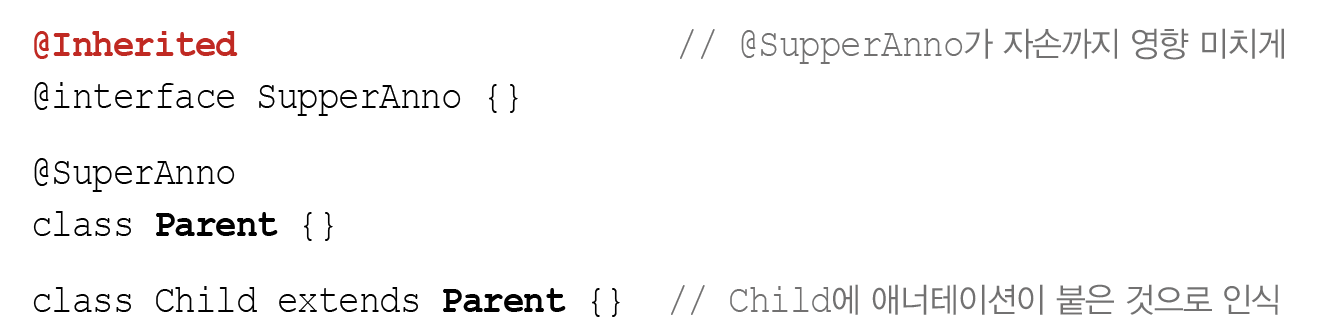 @Inherited // @SupperAnno가 자손까지 영향 미치게
@interface SupperAnno {}
@SuperAnno
class Parent {}
class Child extends Parent {} // Child에 애너테이션이 붙은 것으로 인식